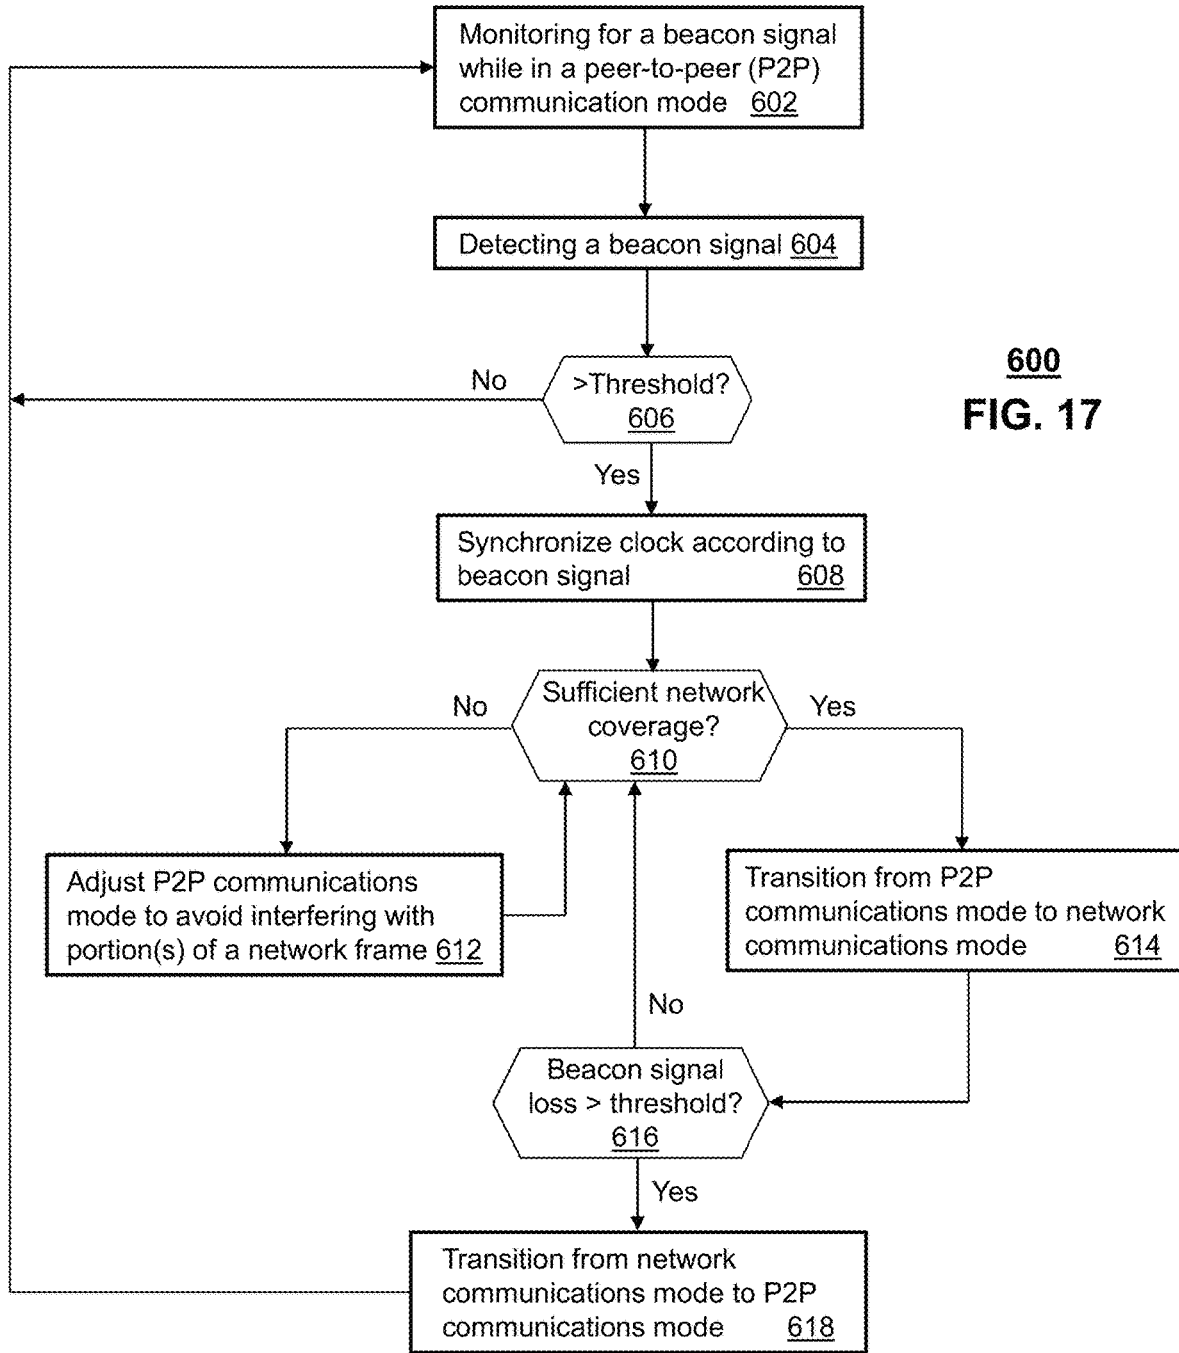 Monitoring for a beacon signal
while in a peer-to-peer (P2P)
communication mode 602
Detecting a beacon signal 604
>Threshold?
606
No
Yes
600
FIG. 17
Synchronize clock according to
beacon signal 608
Sufficient network
coverage?
610
No
Yes
Adjust P2P communications
mode to avoid interfering with
portion(s) of a network frame 612
Transition from P2P
communications mode to network
communications mode 614
No
Beacon signal
loss > threshold?
616
Yes
Transition from network
communications mode to P2P
communications mode 618